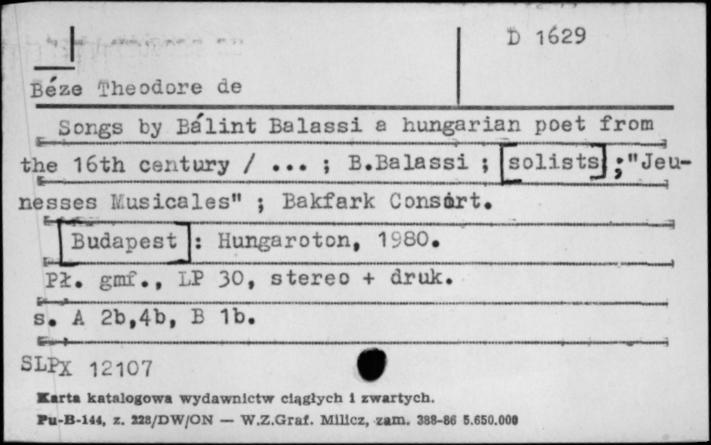 D 1629
Béze Theodore de
Songs by Bálint Balassi a hungarian poet from
the 16th century / ... ; B.Balassi ; [solists] ;"Jeu-
nesses Musicales" ; Bakfark Consort.
[Budapest]: Hungaroton, 1980.
Pł. gmf., LP 30, stereo + druk.
s. A 2b,4b, B 1b.
SLPX 12107
Karta katalogowa wydawnictw ciągłych i zwartych.
Pu-B-144, z. 228/DW/ON — W.Z.Graf. Milicz, zam. 388-86 5.650.000